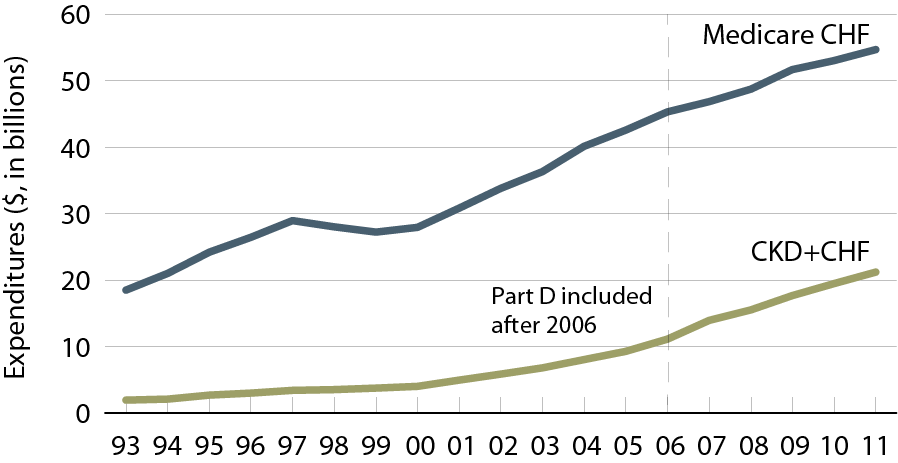 60
50
40
30
20
10
0
Expenditures ($, in billions)
Medicare CHF
CKD+CHF
Part D included
after 2006
93 94 95 96 97 98 99 00 01 02 03 04 05 06 07 08 09 10 11